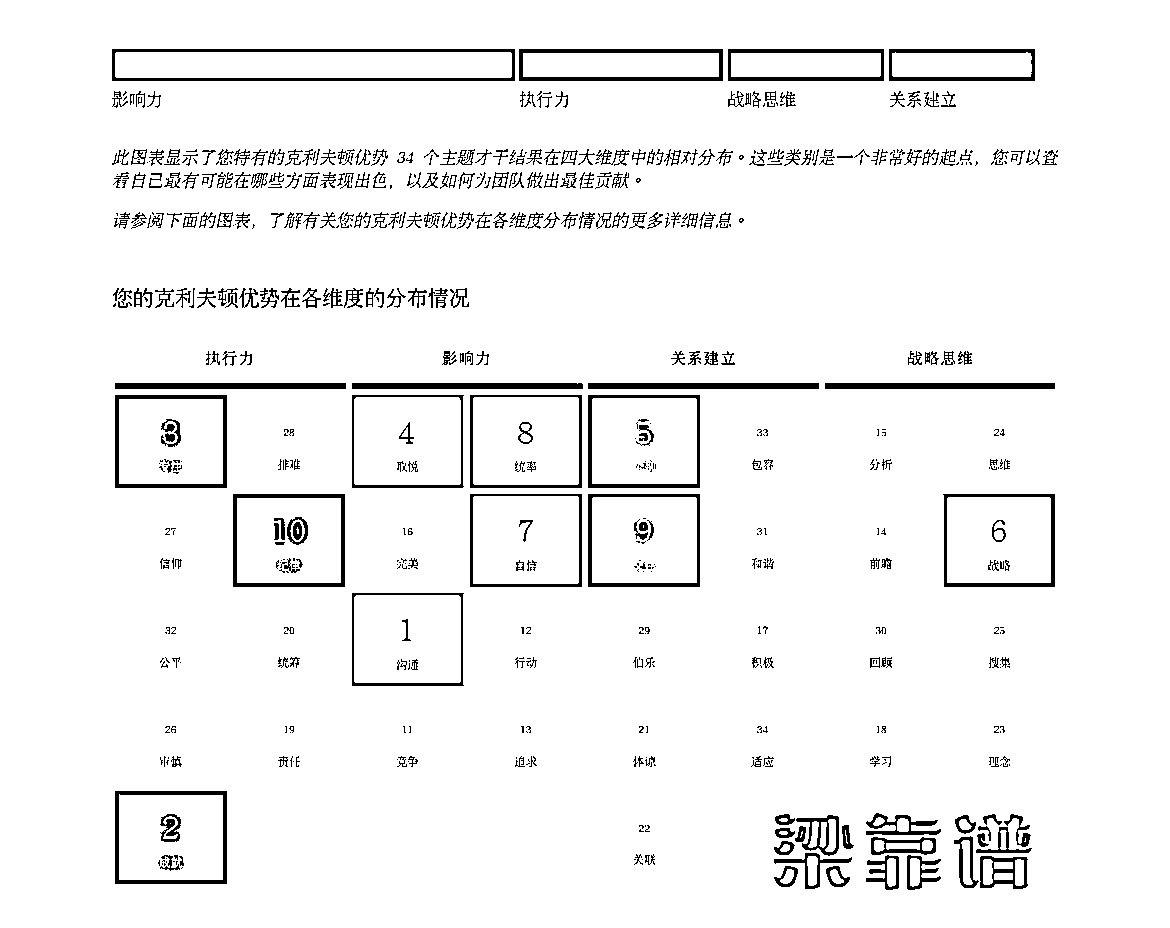 影响力 执行力 战略思维 关系建立
此图表显示了您特有的克利夫顿优势 34 个主题才干结果在四大维度中的相对分布。这些类别是一个非常好的起点，您可以查
看自己最有可能在哪些方面表现出色，以及如何为团队做出最佳贡献。
请参阅下面的图表，了解有关您的克利夫顿优势在各维度分布情况的更多详细信息。
您的克利夫顿优势在各维度的分布情况
执行力 影响力 关系建立 战略思维
3 28 4 8 5 33 15 24
排难 取悦 统率 包容 分析 思维
27 10 16 7 9 31 14 6
信仰 完美 自信 和谐 前瞻 战略
32 20 1 12 29 17 30 25
公平 统筹 沟通 行动 伯乐 积极 回顾 搜集
26 19 11 13 21 34 18 23
审慎 责任 竞争 追求 体谅 适应 学习 理念
2 22
关联
梁靠谱